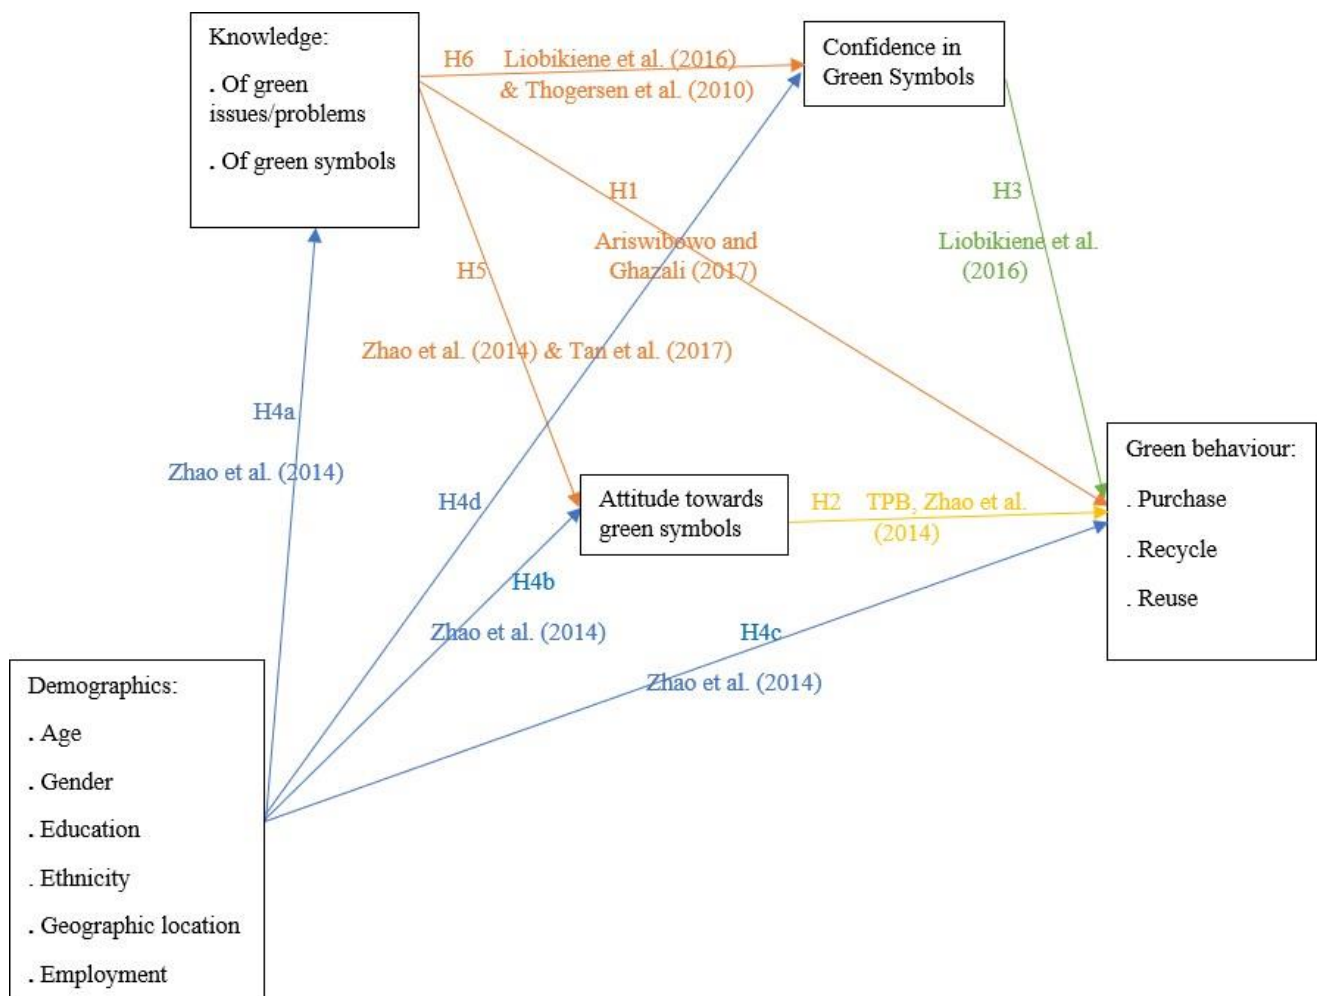 Knowledge:
. Of green
issues/problems
. Of green symbols
H6 Liobikiene et al. (2016)
& Thogersen et al. (2010)
Confidence in
Green Symbols
H1
Ariswibowo and
Ghazali (2017)
H3
Liobikiene et al.
(2016)
H5
Zhao et al. (2014) & Tan et al. (2017)
H4a
Zhao et al. (2014)
H4d
Attitude towards
green symbols
H2 TPB, Zhao et al.
(2014)
Green behaviour:
. Purchase
. Recycle
. Reuse
H4b
Zhao et al. (2014)
H4c
Zhao et al. (2014)
Demographics:
. Age
. Gender
. Education
. Ethnicity
. Geographic location
. Employment